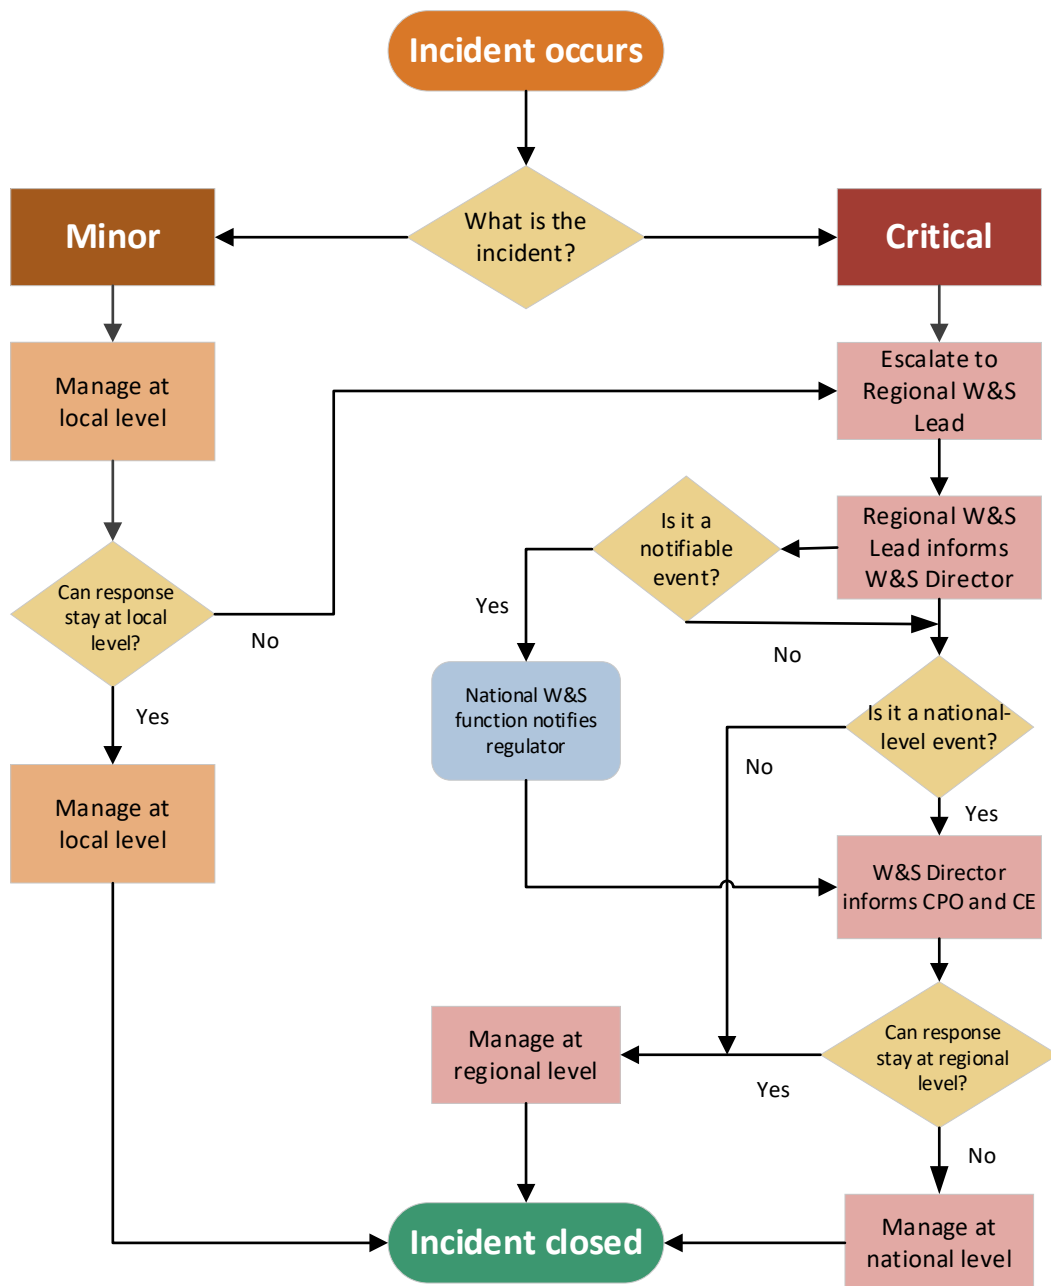 Incident occurs
What is the
incident?
Minor
Critical
Manage at
local level
Escalate to
Regional W&S
Lead
Is it a
notifiable
event?
Regional W&S
Lead informs
W&S Director
Can response
stay at local
level?
No
Yes
No
Yes
National W&S
function notifies
regulator
Is it a national-
level event?
No
Yes
Manage at
local level
W&S Director
informs CPO and CE
Manage at
regional level
Can response
stay at regional
level?
Yes
No
Incident closed
Manage at
national level